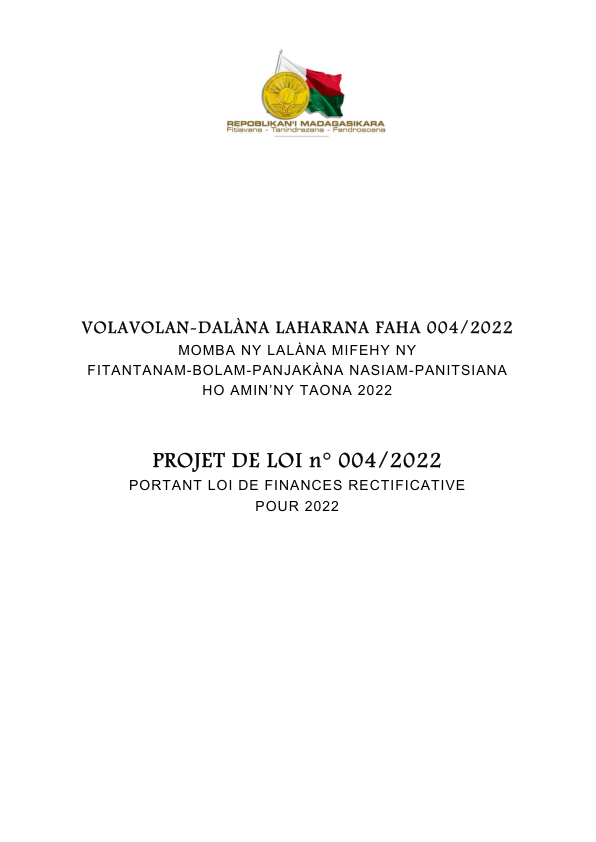 REPOBLIKAN'I MADAGASIKARA
Fitiavana - Tanindrazana - Fandrosoana
VOLAVOLAN-DALÀNA LAHARANA FAHA 004/2022
MOMBA NY LALÀNA MIFEHY NY
FITANTANAM-BOLAM-PANJAKÀNA NASIAM-PANITSIANA
HO AMIN’NY TAONA 2022
PROJET DE LOI n° 004/2022
PORTANT LOI DE FINANCES RECTIFICATIVE
POUR 2022